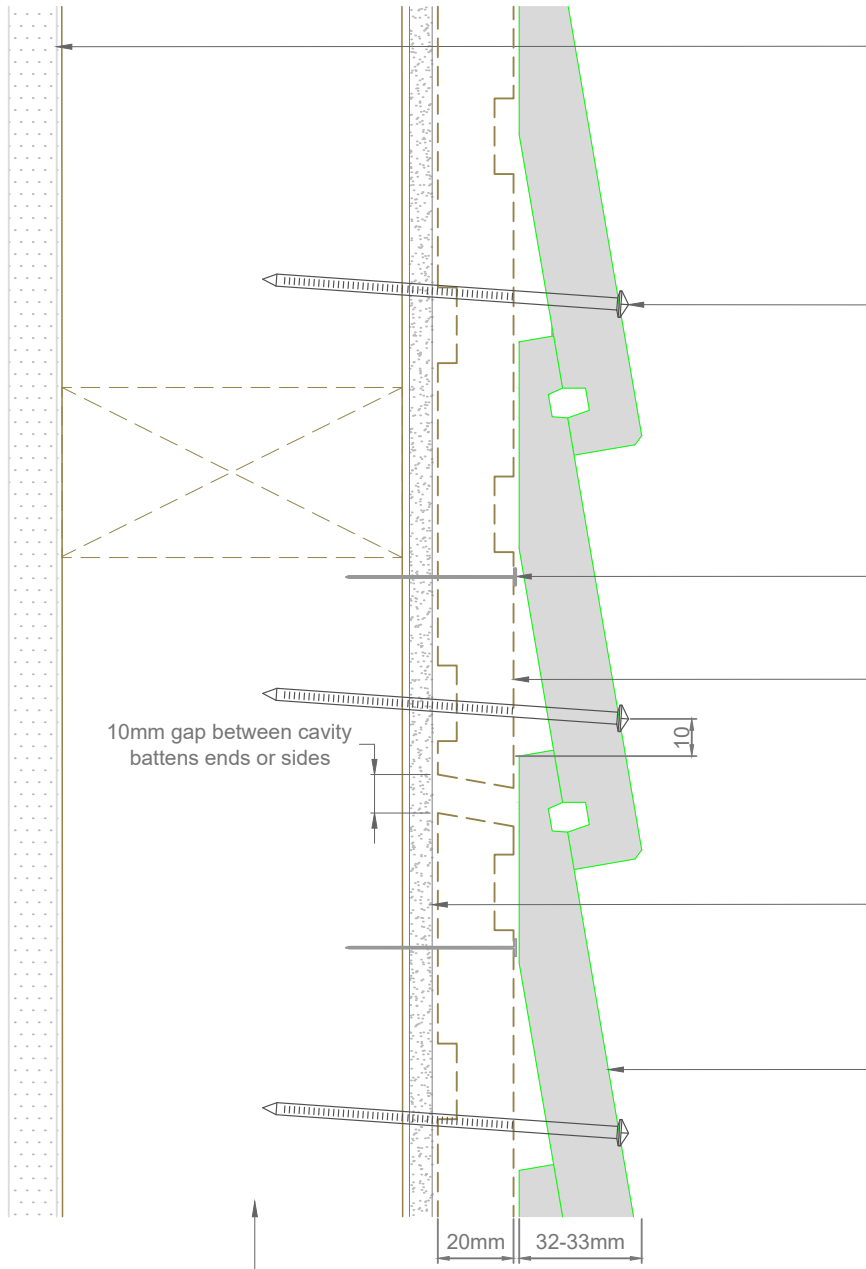 10mm gap between cavity
battens ends or sides
10
20mm
32-33mm